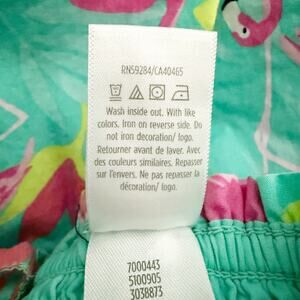 RN59284/CA40465
Wash inside out. With like
colors. Iron on reverse side. Do
not iron decoration/ logo.
Retourner avant de laver. Avec
des couleurs similaires. Repasser
sur l'envers. Ne pas repasser la
décoration/ logo
7000443
5100905
3038873